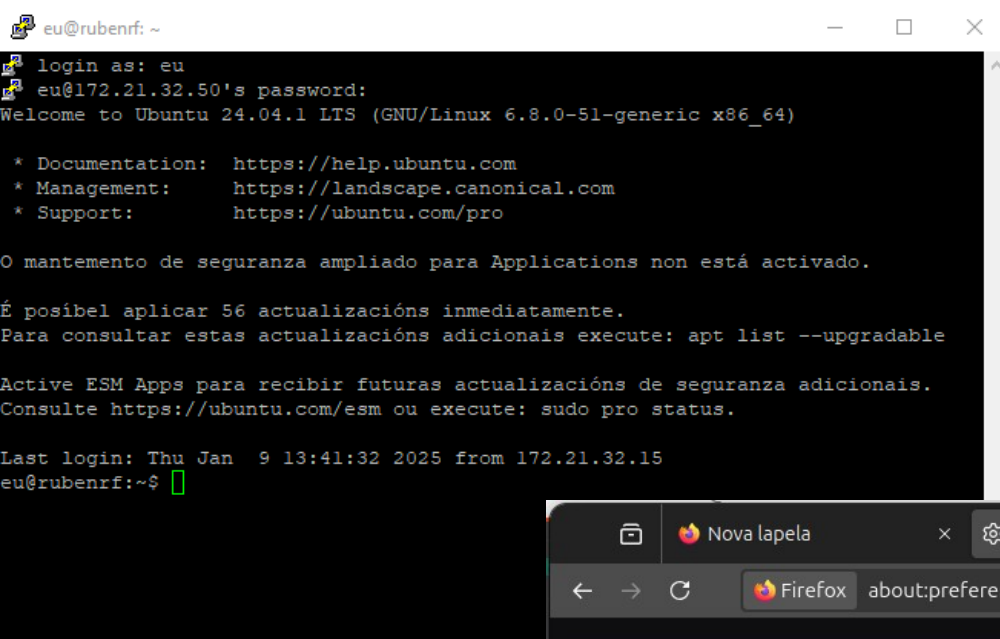 eu@rubenrf: ~
login as: eu
eu@172.21.32.50's password:
Welcome to Ubuntu 24.04.1 LTS (GNU/Linux 6.8.0-51-generic x86_64)
* Documentation:  https://help.ubuntu.com
* Management:     https://landscape.canonical.com
* Support:        https://ubuntu.com/pro
O mantemento de seguranza ampliado para Applications non está activado.
É posíbel aplicar 56 actualizacións inmediatamente.
Para consultar estas actualizacións adicionais execute: apt list --upgradable
Active ESM Apps para recibir futuras actualizacións de seguranza adicionais.
Consulte https://ubuntu.com/esm ou execute: sudo pro status.
Last login: Thu Jan  9 13:41:32 2025 from 172.21.32.15
eu@rubenrf:~$
Nova lapela
Firefox about:prefere